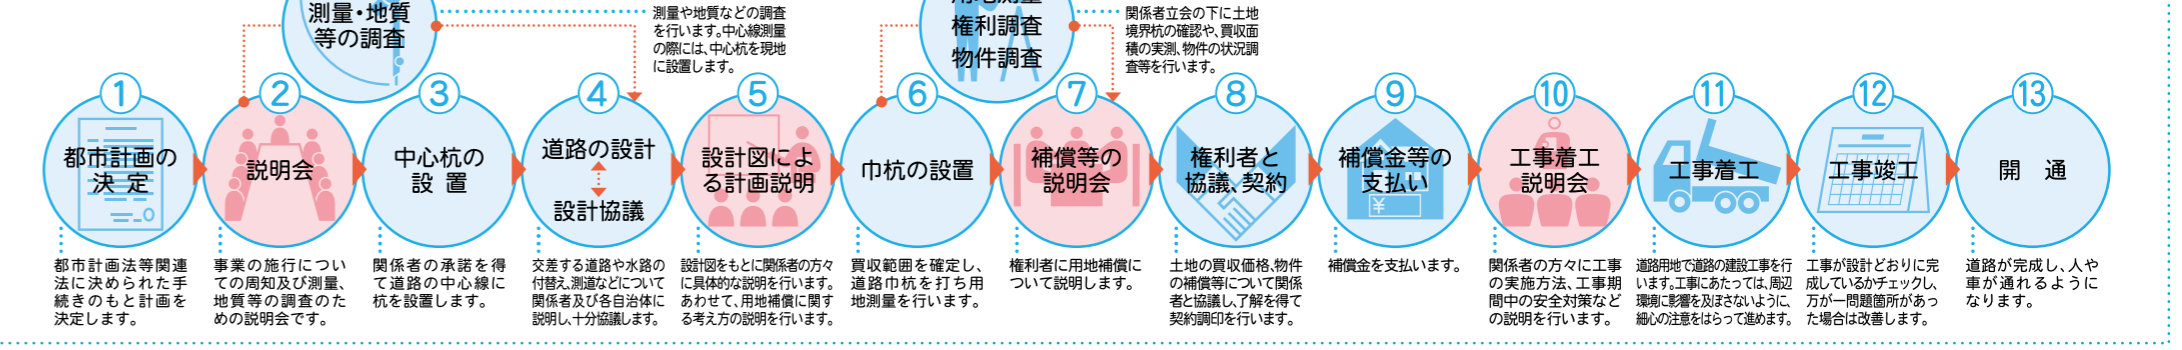 測量・地質
等の調査
測量や地質などの調査
を行います。中心線測量
の際には、中心杭を現地
に設置します。
権利調査
物件調査
関係者立会の下に土地
境界杭の確認や、買収面
積の実測、物件の状況調
査等を行います。
1
都市計画の
決 定
都市計画法等関連
法に決められた手
続きのもと計画を
決定します。
2
説明会
事業の施行につい
ての周知及び測量、
地質等の調査のた
めの説明会です。
3
中心杭の
設 置
関係者の承諾を得
て道路の中心線に
杭を設置します。
4
道路の設計
設計協議
交差する道路や水路の
付替え、測道などについて
関係者及び各自治体に
説明し、十分協議します。
5
設計図によ
る計画説明
設計図をもとに関係者の方々
に具体的な説明を行います。
あわせて、用地補償に関す
る考え方の説明を行います。
6
巾杭の設置
買収範囲を確定し、
道路巾杭を打ち用
地測量を行います。
7
補償等の
説明会
権利者に用地補償に
ついて説明します。
8
権利者と
協議、契約
土地の買収価格、物件
の補償等について関係
者と協議し、了解を得て
契約調印を行います。
9
補償金等の
支払い
¥
補償金を支払います。
10
工事着工
説明会
関係者の方々に工事
の実施方法、工事期
間中の安全対策など
の説明を行います。
11
工事着工
道路用地で道路の建設工事を行
います。工事にあたっては、周辺
環境に影響を及ぼさないように、
細心の注意をはらって進めます。
12
工事竣工
工事が設計どおりに完
成しているかチェックし、
万が一問題箇所があっ
た場合は改善します。
13
開 通
道路が完成し、人や
車が通れるように
なります。